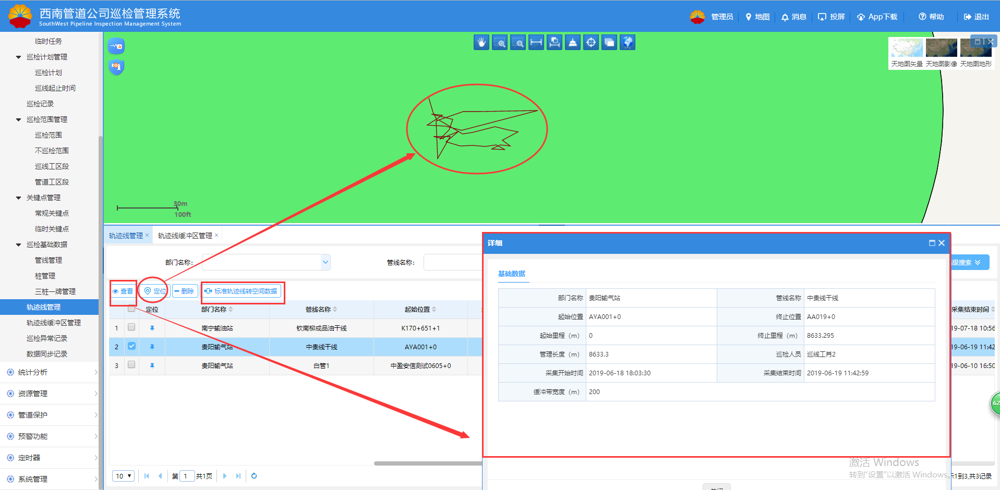 西南管道公司巡检管理系统
SouthWest Pipeline Inspection Management System
管理员 地图 消息 投屏 App下载 帮助 退出
临时任务
巡检计划管理
巡检计划
巡线起止时间
巡检记录
巡检范围管理
巡检范围
不巡检范围
巡线工区段
管道工区段
关键点管理
常规关键点
临时关键点
巡检基础数据
管线管理
桩管理
三桩一牌管理
轨迹线管理
轨迹线缓冲区管理
巡检异常记录
数据同步记录
统计分析
资源管理
管道保护
预警功能
定时器
系统管理
天地图矢量 天地图影像 天地图地形
30m
100ft
轨迹线管理 × 轨迹线缓冲区管理 ×
部门名称: 管线名称:
级搜索
查看 定位 删除 标准轨迹线转空间数据
定位 部门名称 管线名称 起始位置 采集结束时间
1 南宁输油站 钦南柳成品油干线 K170+651+1 19-07-18 10:56
2 贵阳输气站 中贵线干线 AYA001+0 19-06-19 11:42
3 贵阳输气站 白管1 中盈安信测试0605+0 19-06-10 16:50
10 第 1 共1页
示1到3,共3记录
详细
基础数据
部门名称 贵阳输气站 管线名称 中贵线干线
起始位置 AYA001+0 终止位置 AA019+0
起始里程（m） 0 终止里程（m） 8633.295
管理长度（m） 8633.3 巡检人员 巡线工肖2
采集开始时间 2019-06-18 18:03:30 采集结束时间 2019-06-19 11:42:59
缓冲带宽度（m） 200
激活 Windows
转到"设置"以激活 Windows。
62